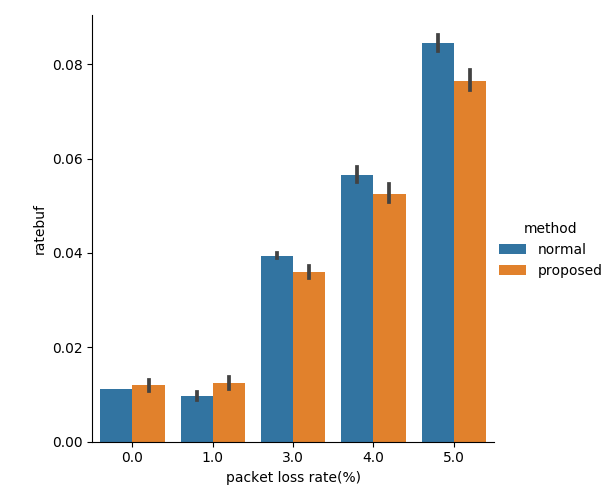 0.08
0.06
0.04
0.02
0.00
ratebuf
0.0 1.0 3.0 4.0 5.0
packet loss rate(%)
method
normal
proposed